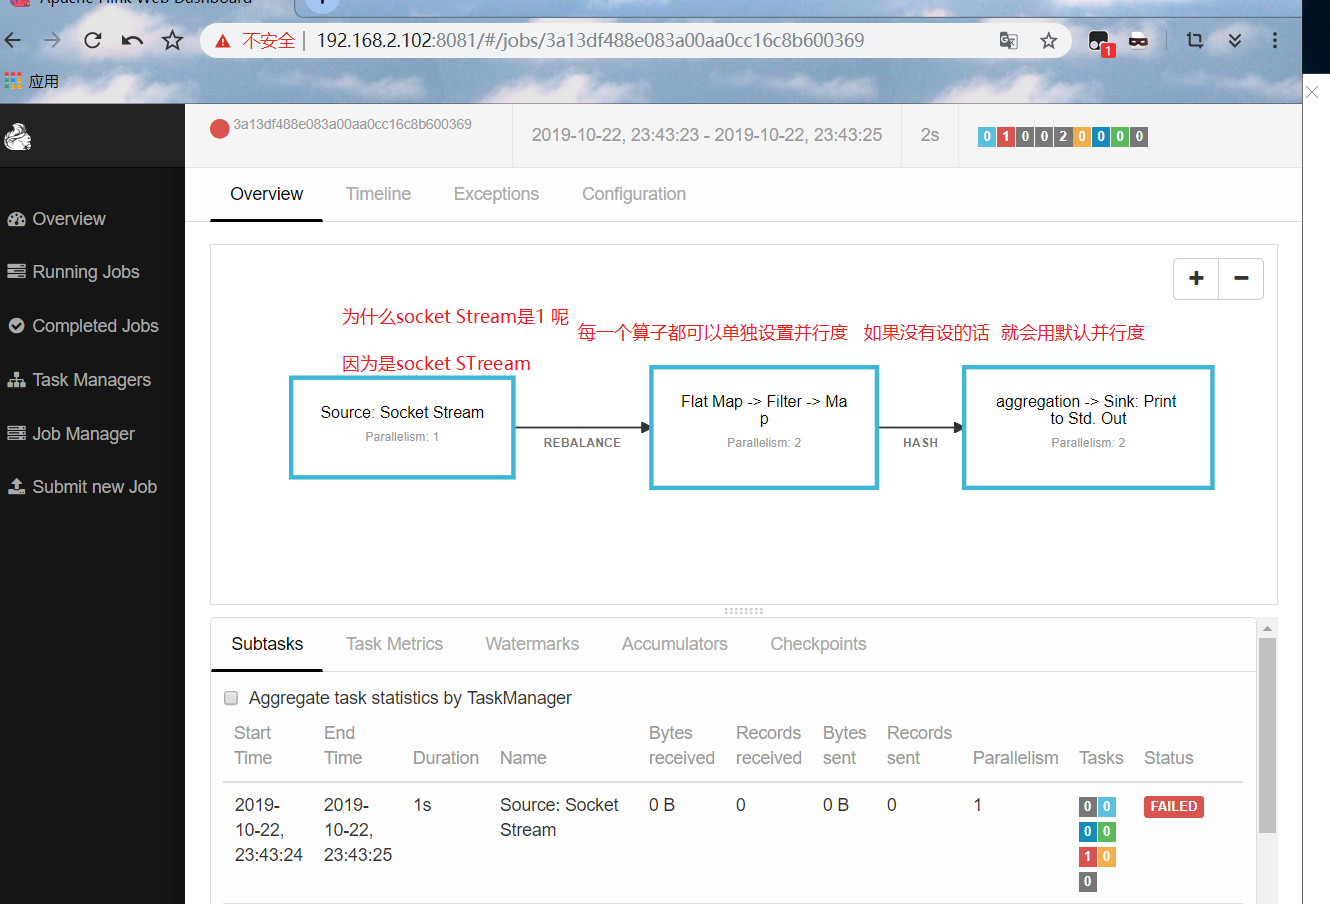 Apache Flink Web Dashboard
不安全 | 192.168.2.102:8081/#/jobs/3a13df488e083a00aa0cc16c8b600369
1
应用
3a13df488e083a00aa0cc16c8b600369
2019-10-22, 23:43:23 - 2019-10-22, 23:43:25
2s
0 1 0 0 2 0 0 0 0
Overview
Running Jobs
Completed Jobs
Task Managers
Job Manager
Submit new Job
Overview Timeline Exceptions Configuration
+ −
为什么socket Stream是1 呢
每一个算子都可以单独设置并行度 如果没有设的话 就会用默认并行度
因为是socket STreeam
Source: Socket Stream
Parallelism: 1
REBALANCE
Flat Map -> Filter -> Ma
p
Parallelism: 2
HASH
aggregation -> Sink: Print
to Std. Out
Parallelism: 2
Subtasks Task Metrics Watermarks Accumulators Checkpoints
Aggregate task statistics by TaskManager
Start End Bytes Records Bytes Records
Time Time Duration Name received received sent sent Parallelism Tasks Status
2019- 2019- 1s Source: Socket 0 B 0 0 B 0 1 0 0 FAILED
10-22, 10-22, Stream 0 0
23:43:24 23:43:25 1 0
0